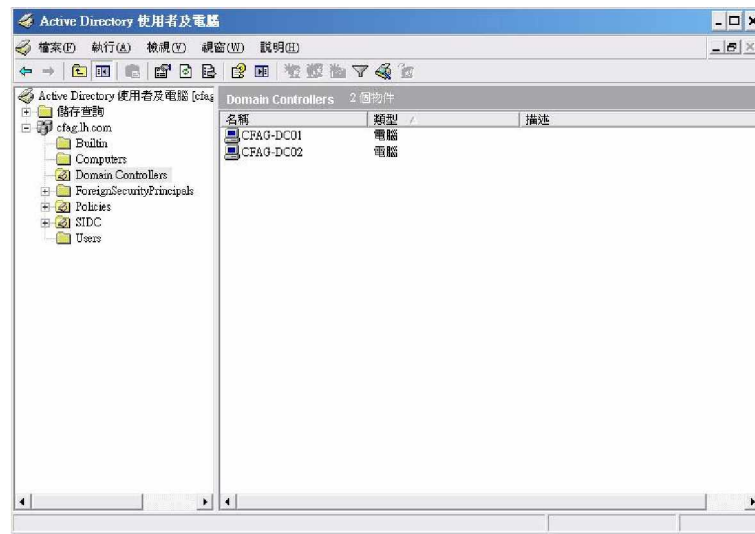 Active Directory 使用者及電腦
檔案(F) 執行(A) 檢視(V) 視窗(W) 說明(H)
Active Directory 使用者及電腦 [cfag
儲存查詢
cfag.lh.com
Builtin
Computers
Domain Controllers
ForeignSecurityPrincipals
Policies
SIDC
Users
Domain Controllers 2 個物件
名稱 類型 描述
CFAG-DC01 電腦
CFAG-DC02 電腦